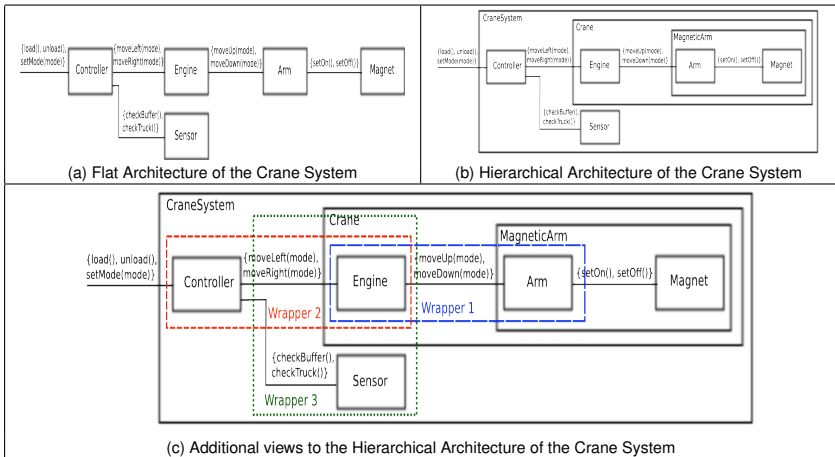 {load(), unload(),
setMode(mode)}
Controller
{moveLeft(mode),
moveRight(mode)}
Engine
{moveUp(mode),
moveDown(mode)}
Arm
{setOn(), setOff()}
Magnet
{checkBuffer(),
checkTruck()}
Sensor
(a) Flat Architecture of the Crane System
CraneSystem
Crane
MagneticArm
{load(), unload(),
setMode(mode)}
Controller
{moveLeft(mode),
moveRight(mode)}
Engine
{moveUp(mode),
moveDown(mode)}
Arm
{setOn(), setOff()}
Magnet
{checkBuffer(),
checkTruck()}
Sensor
(b) Hierarchical Architecture of the Crane System
CraneSystem
Crane
MagneticArm
{load(), unload(),
setMode(mode)}
Controller
{moveLeft(mode),
moveRight(mode)}
Engine
{moveUp(mode),
moveDown(mode)}
Arm
{setOn(), setOff()}
Magnet
Wrapper 2
Wrapper 1
{checkBuffer(),
checkTruck()}
Sensor
Wrapper 3
(c) Additional views to the Hierarchical Architecture of the Crane System